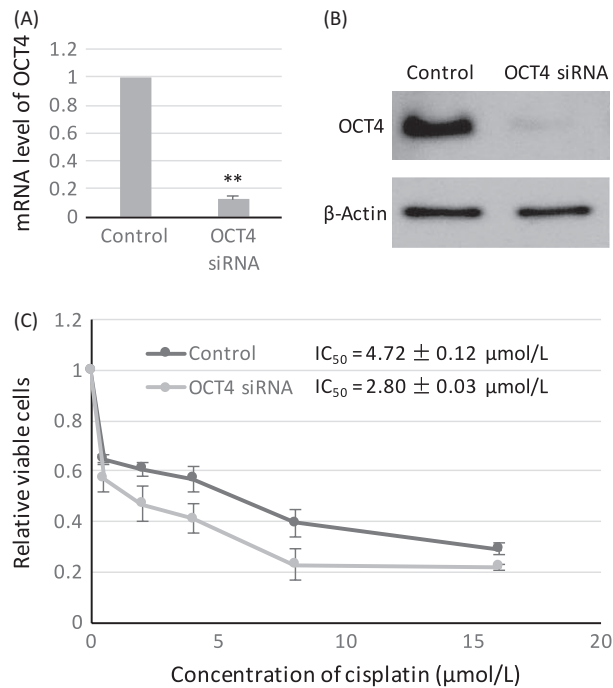 (A)
mRNA level of OCT4
1.2
1
0.8
0.6
0.4
0.2
0
**
Control
OCT4
siRNA
(B)
Control OCT4 siRNA
OCT4
β-Actin
(C)
Relative viable cells
1.2
1
0.8
0.6
0.4
0.2
0
Control IC50 = 4.72 ± 0.12 μmol/L
OCT4 siRNA IC50 = 2.80 ± 0.03 μmol/L
0 5 10 15 20
Concentration of cisplatin (μmol/L)